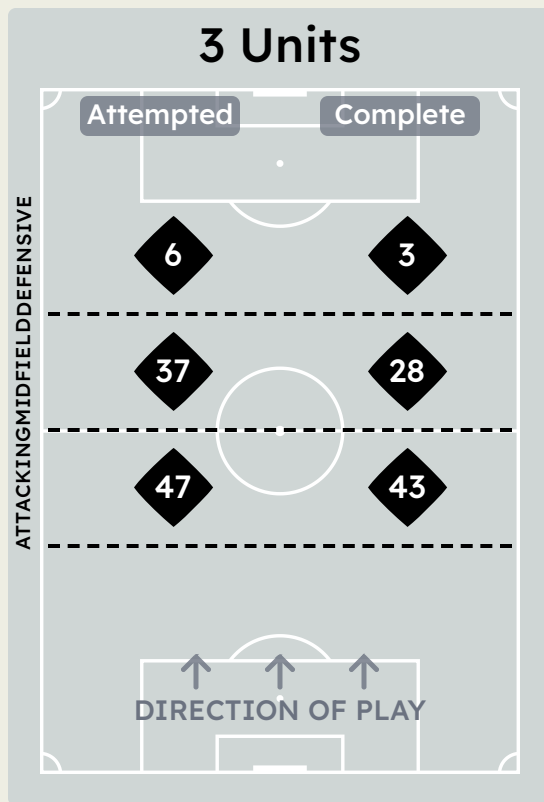 3 Units
Attempted Complete
ATTACKINGMIDFIELDDEFENSIVE
6 3
37 28
47 43
DIRECTION OF PLAY